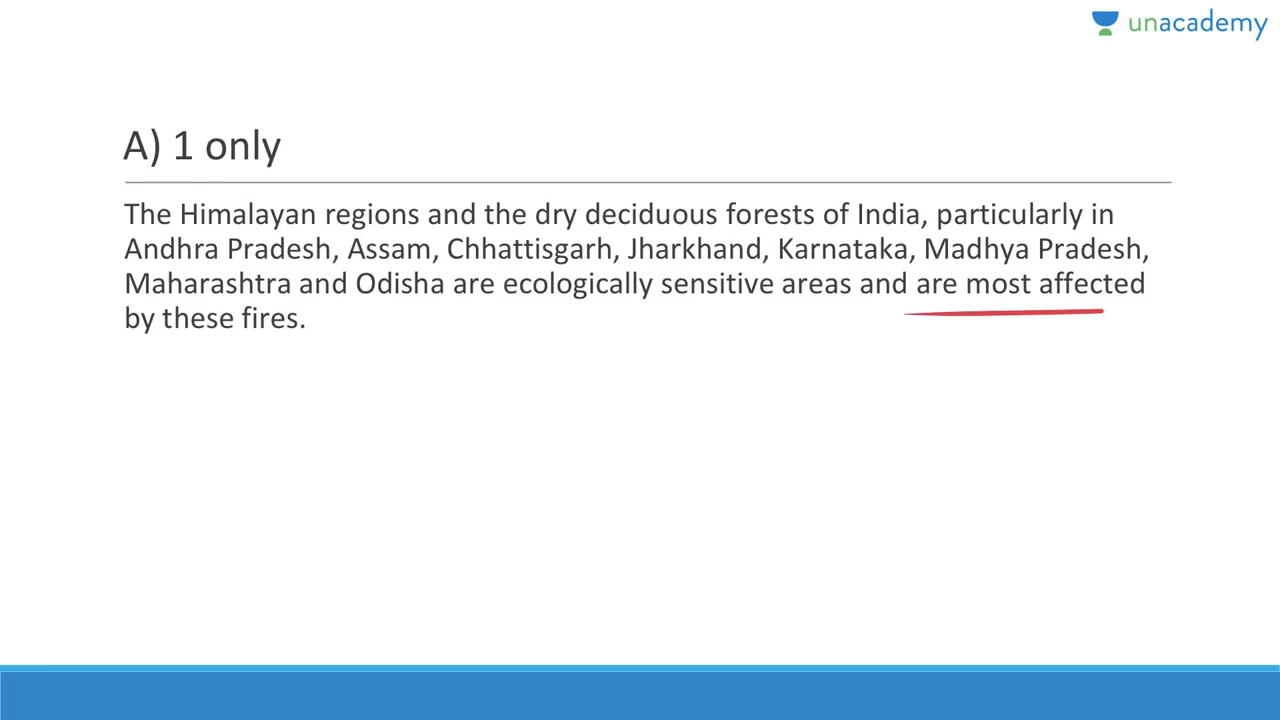 unacademy
A) 1 only
The Himalayan regions and the dry deciduous forests of India, particularly in
Andhra Pradesh, Assam, Chhattisgarh, Jharkhand, Karnataka, Madhya Pradesh,
Maharashtra and Odisha are ecologically sensitive areas and are most affected
by these fires.